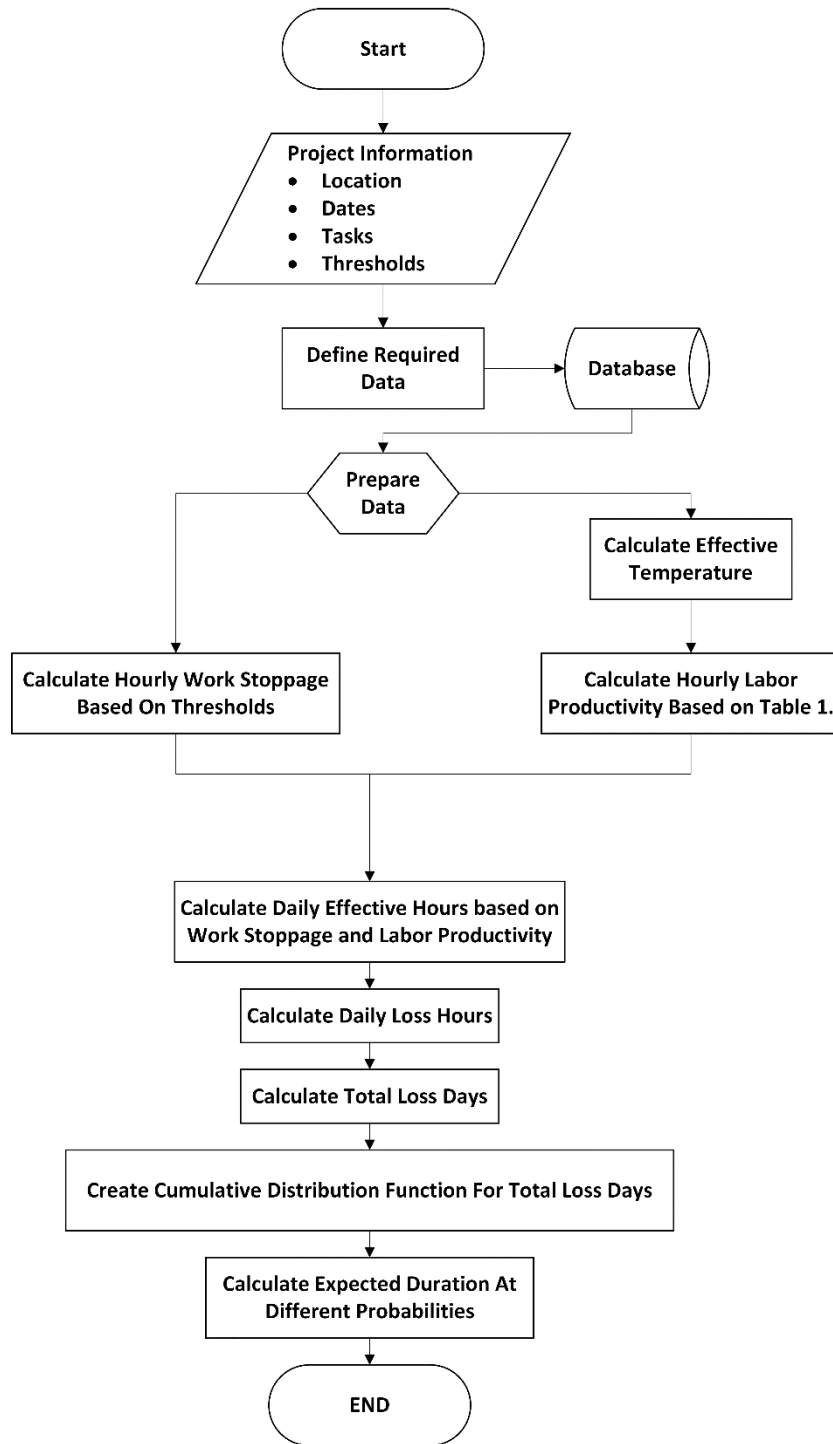 Start
Project Information
• Location
• Dates
• Tasks
• Thresholds
Define Required
Data
Database
Prepare
Data
Calculate Effective
Temperature
Calculate Hourly Work Stoppage
Based On Thresholds
Calculate Hourly Labor
Productivity Based on Table 1.
Calculate Daily Effective Hours based on
Work Stoppage and Labor Productivity
Calculate Daily Loss Hours
Calculate Total Loss Days
Create Cumulative Distribution Function For Total Loss Days
Calculate Expected Duration At
Different Probabilities
END